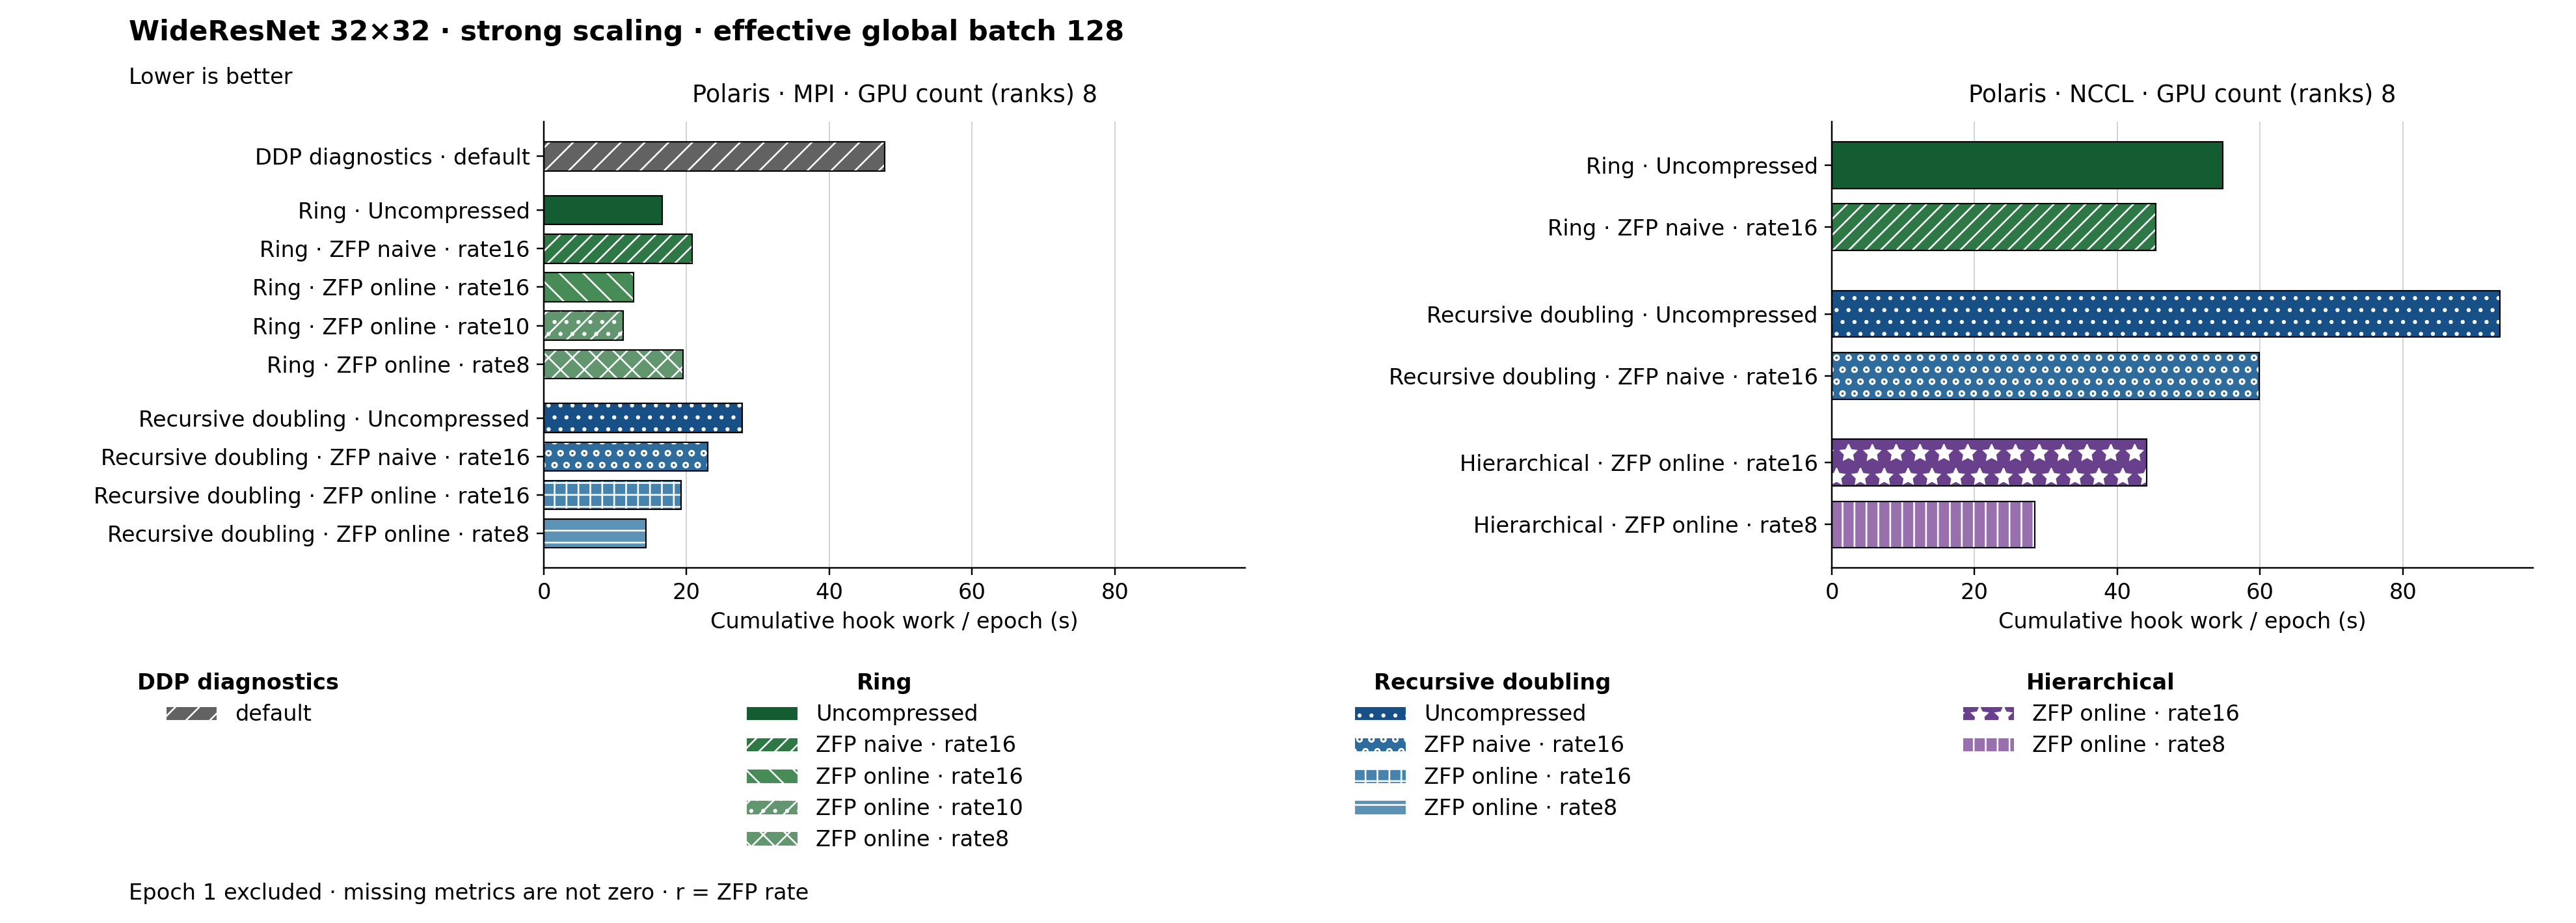 WideResNet 32×32 · strong scaling · effective global batch 128
Lower is better
Polaris · MPI · GPU count (ranks) 8
DDP diagnostics · default
Ring · Uncompressed
Ring · ZFP naive · rate16
Ring · ZFP online · rate16
Ring · ZFP online · rate10
Ring · ZFP online · rate8
Recursive doubling · Uncompressed
Recursive doubling · ZFP naive · rate16
Recursive doubling · ZFP online · rate16
Recursive doubling · ZFP online · rate8
0 20 40 60 80
Cumulative hook work / epoch (s)
Polaris · NCCL · GPU count (ranks) 8
Ring · Uncompressed
Ring · ZFP naive · rate16
Recursive doubling · Uncompressed
Recursive doubling · ZFP naive · rate16
Hierarchical · ZFP online · rate16
Hierarchical · ZFP online · rate8
0 20 40 60 80
Cumulative hook work / epoch (s)
DDP diagnostics
default
Ring
Uncompressed
ZFP naive · rate16
ZFP online · rate16
ZFP online · rate10
ZFP online · rate8
Recursive doubling
Uncompressed
ZFP naive · rate16
ZFP online · rate16
ZFP online · rate8
Hierarchical
ZFP online · rate16
ZFP online · rate8
Epoch 1 excluded · missing metrics are not zero · r = ZFP rate